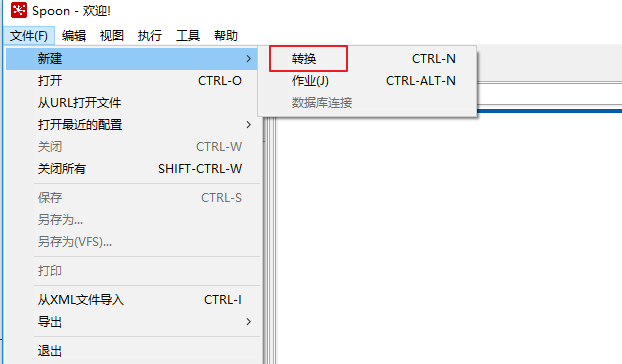 Spoon - 欢迎!
文件(F) 编辑 视图 执行 工具 帮助
新建
转换 CTRL-N
打开 CTRL-O
作业(J) CTRL-ALT-N
从URL打开文件
数据库连接
打开最近的配置
关闭 CTRL-W
关闭所有 SHIFT-CTRL-W
保存 CTRL-S
另存为...
另存为(VFS)...
打印
从XML文件导入 CTRL-I
导出
退出